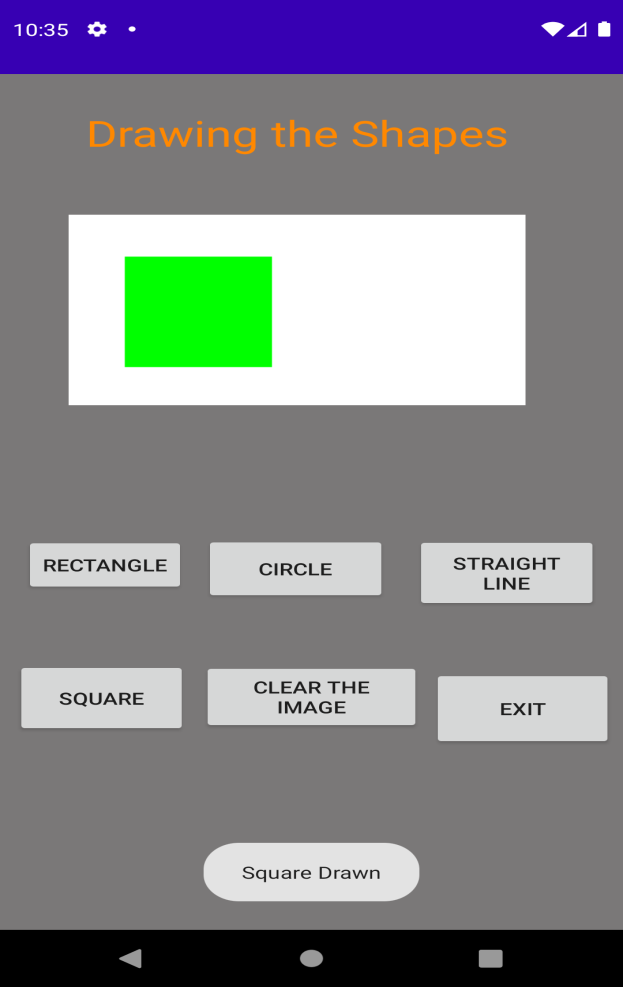 10:35
Drawing the Shapes
RECTANGLE
CIRCLE
STRAIGHT
LINE
SQUARE
CLEAR THE
IMAGE
EXIT
Square Drawn